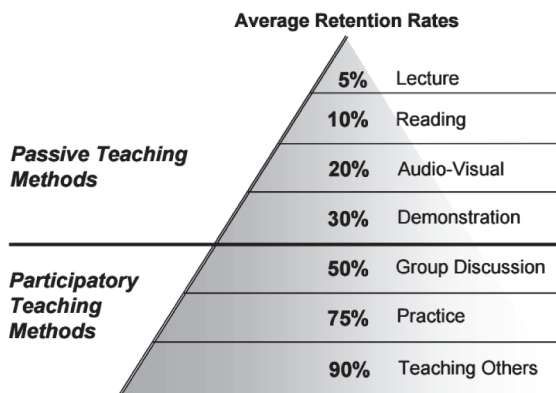 Average Retention Rates
5% Lecture
10% Reading
Passive Teaching
Methods
20% Audio-Visual
30% Demonstration
Participatory
Teaching
Methods
50% Group Discussion
75% Practice
90% Teaching Others